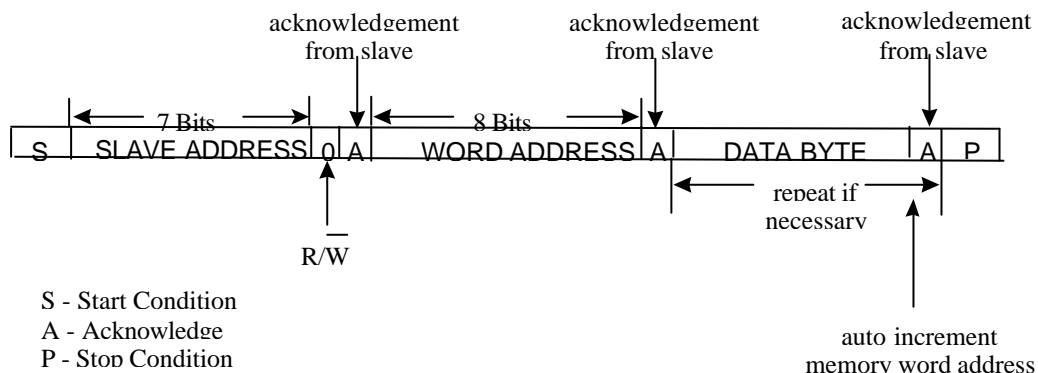 acknowledgement
from slave
acknowledgement
from slave
acknowledgement
from slave
7 Bits
8 Bits
S SLAVE ADDRESS 0 A WORD ADDRESS A DATA BYTE A P
repeat if
necessary
R/W̅
S - Start Condition
A - Acknowledge
P - Stop Condition
auto increment
memory word address